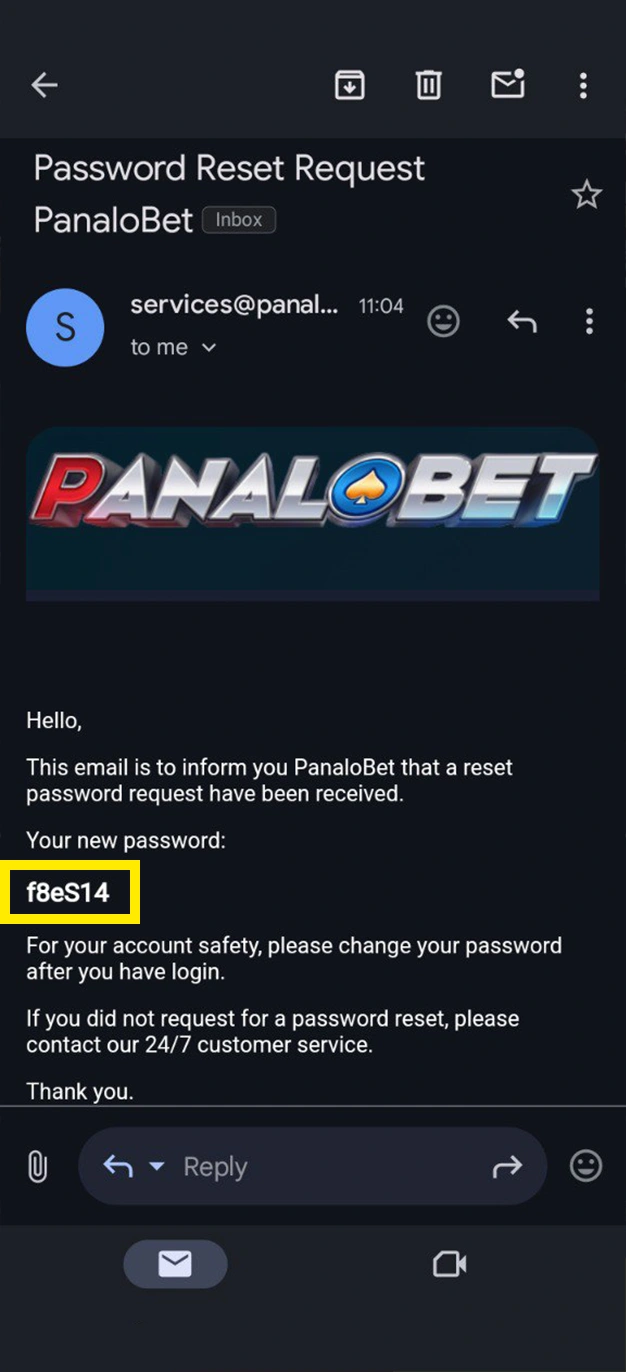 Password Reset Request
PanaloBet Inbox
S
services@panal... 11:04
to me
PANALOBET
Hello,
This email is to inform you PanaloBet that a reset
password request have been received.
Your new password:
f8eS14
For your account safety, please change your password
after you have login.
If you did not request for a password reset, please
contact our 24/7 customer service.
Thank you.
Reply